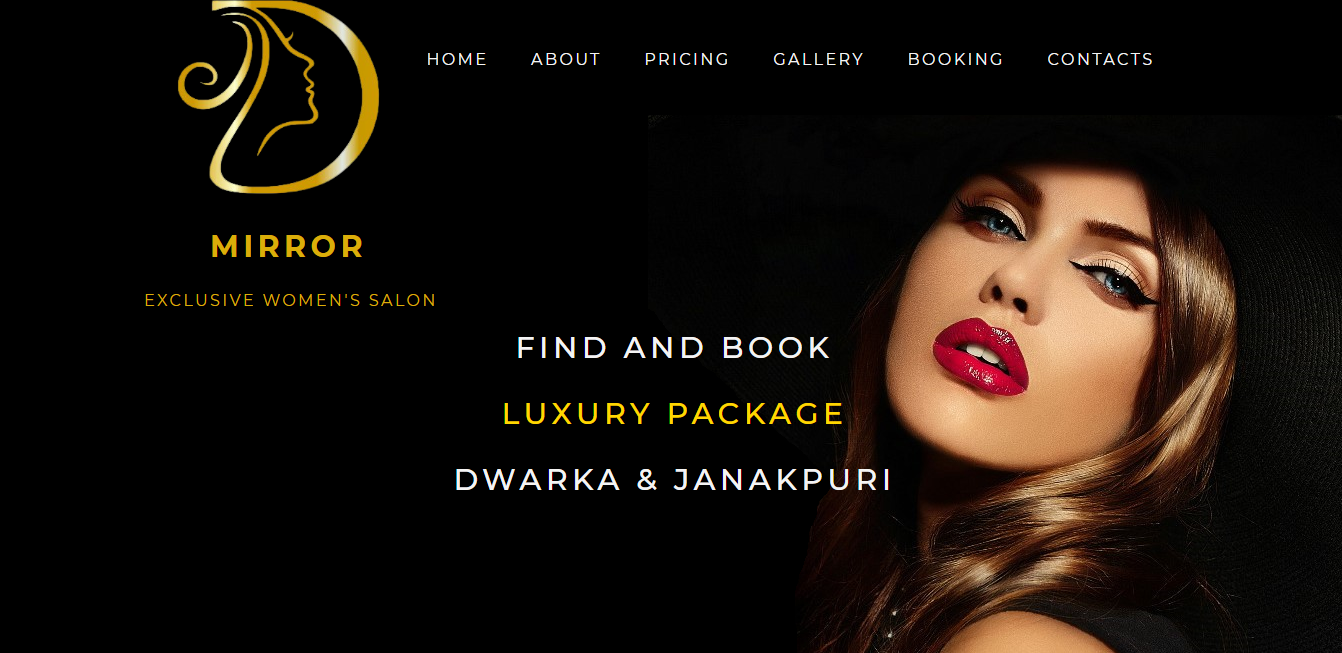 HOME ABOUT PRICING GALLERY BOOKING CONTACTS
MIRROR
EXCLUSIVE WOMEN'S SALON
FIND AND BOOK
LUXURY PACKAGE
DWARKA & JANAKPURI